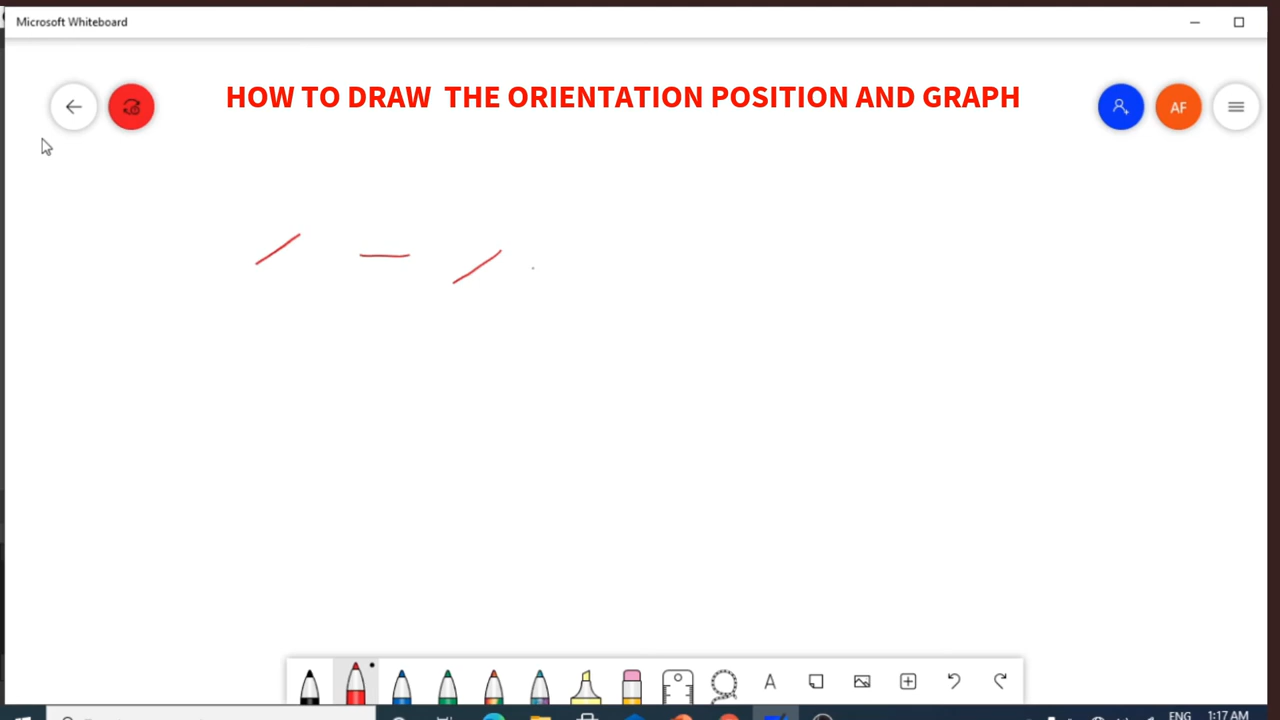 Microsoft Whiteboard
HOW TO DRAW THE ORIENTATION POSITION AND GRAPH
AF
A
ENG
1:17 AM